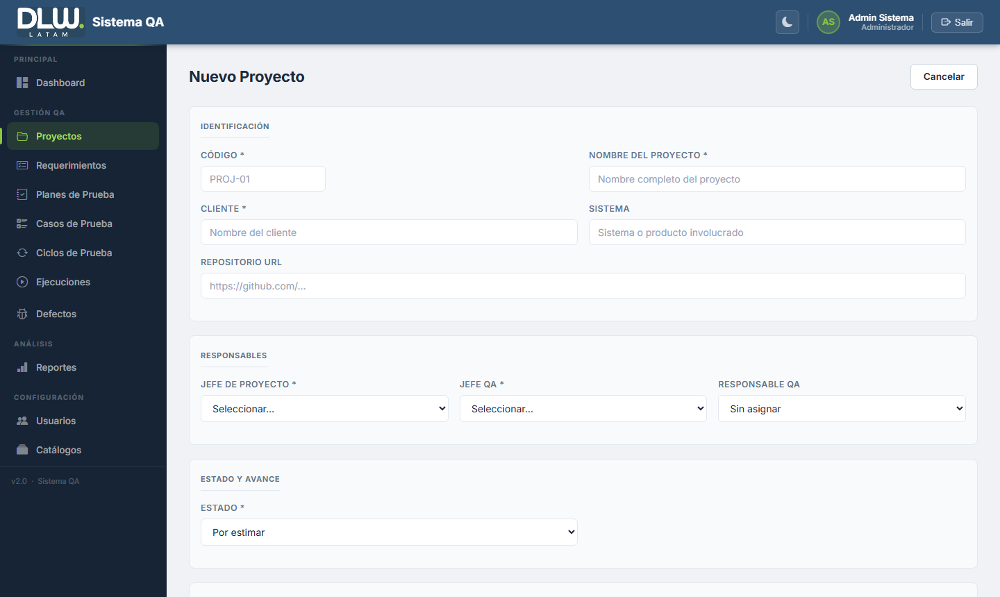 DLW.
LATAM
Sistema QA
AS
Admin Sistema
Administrador
Salir
PRINCIPAL
Dashboard
GESTIÓN QA
Proyectos
Requerimientos
Planes de Prueba
Casos de Prueba
Ciclos de Prueba
Ejecuciones
Defectos
ANÁLISIS
Reportes
CONFIGURACIÓN
Usuarios
Catálogos
v2.0 · Sistema QA
Nuevo Proyecto
Cancelar
IDENTIFICACIÓN
CÓDIGO *
NOMBRE DEL PROYECTO *
PROJ-01
Nombre completo del proyecto
CLIENTE *
SISTEMA
Nombre del cliente
Sistema o producto involucrado
REPOSITORIO URL
https://github.com/...
RESPONSABLES
JEFE DE PROYECTO *
JEFE QA *
RESPONSABLE QA
Seleccionar...
Seleccionar...
Sin asignar
ESTADO Y AVANCE
ESTADO *
Por estimar